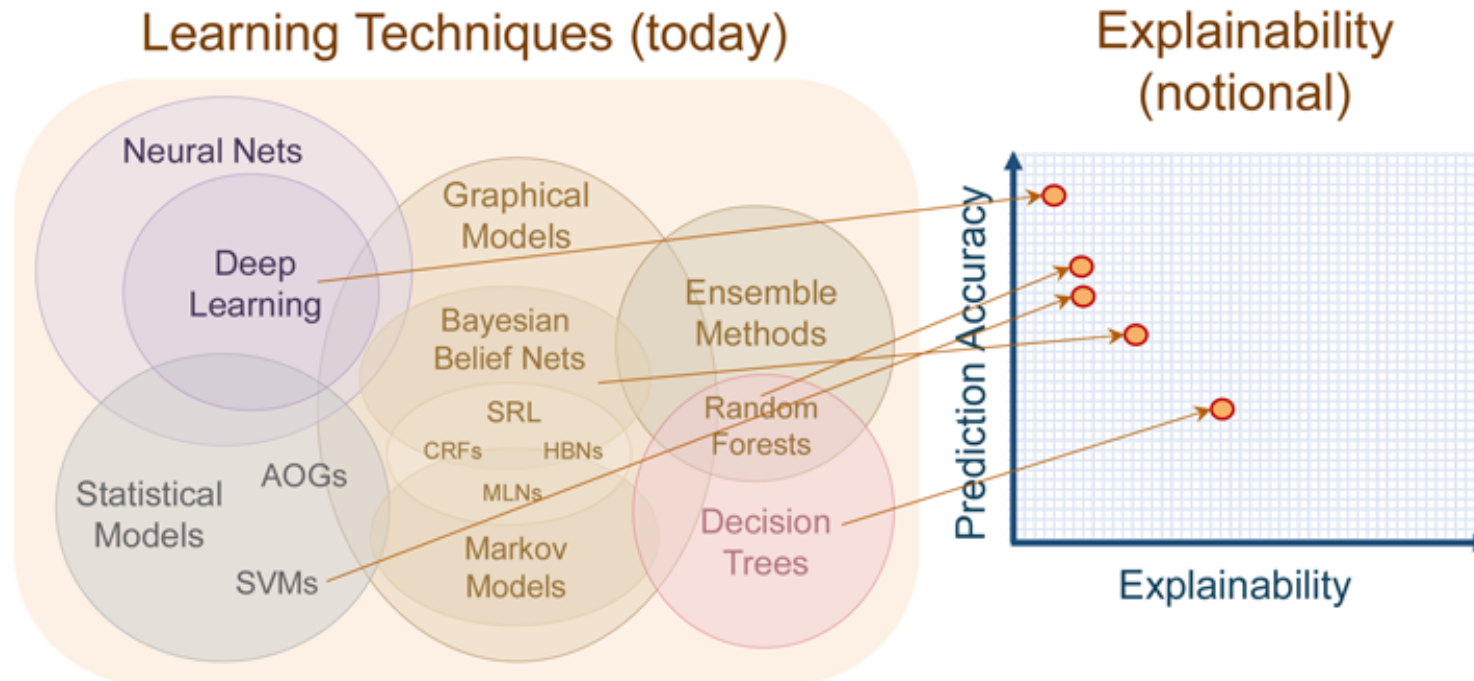 Learning Techniques (today)
Explainability
(notional)
Neural Nets
Graphical
Models
Deep
Learning
Ensemble
Methods
Bayesian
Belief Nets
SRL
CRFs
HBNs
MLNs
Random
Forests
AOGs
Statistical
Models
SVMs
Markov
Models
Decision
Trees
Prediction Accuracy
Explainability